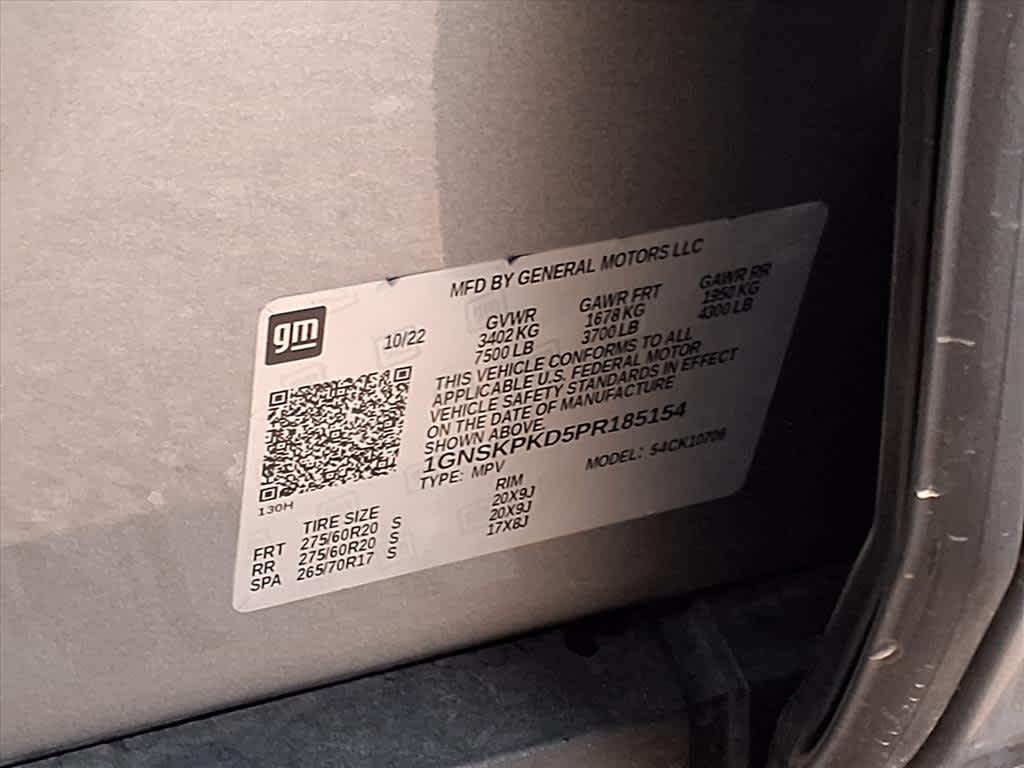 MFD BY GENERAL MOTORS LLC
gm
10/22
GVWR GAWR FRT GAWR RR
3402 KG 1678 KG 1950 KG
7500 LB 3700 LB 4300 LB
THIS VEHICLE CONFORMS TO ALL
APPLICABLE U.S. FEDERAL MOTOR
VEHICLE SAFETY STANDARDS IN EFFECT
ON THE DATE OF MANUFACTURE
SHOWN ABOVE.
1GNSKPKD5PR185154
TYPE: MPV MODEL: 54CK10706
130H
TIRE SIZE RIM
FRT 275/60R20 S 20X9J
RR 275/60R20 S 20X9J
SPA 265/70R17 S 17X8J